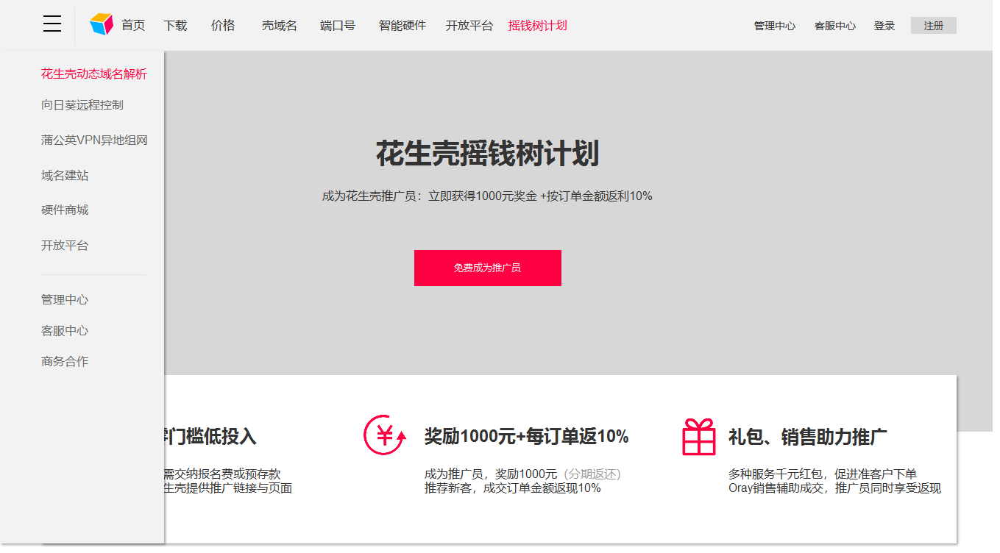 首页 下载 价格 壳域名 端口号 智能硬件 开放平台 摇钱树计划 管理中心 客服中心 登录 注册
花生壳动态域名解析
向日葵远程控制
蒲公英VPN异地组网
域名建站
硬件商城
开放平台
管理中心
客服中心
商务合作
花生壳摇钱树计划
成为花生壳推广员：立即获得1000元奖金 +按订单金额返利10%
免费成为推广员
门槛低投入
需交纳报名费或预存款
生壳提供推广链接与页面
奖励1000元+每订单返10%
成为推广员，奖励1000元（分期返还）
推荐新客，成交订单金额返现10%
礼包、销售助力推广
多种服务千元红包，促进准客户下单
Oray销售辅助成交，推广员同时享受返现